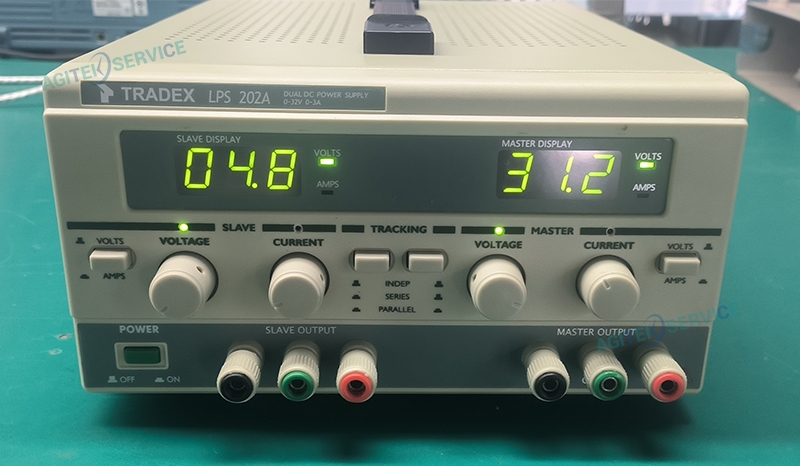 AGITEK SERVICE
TRADEX LPS 202A DUAL DC POWER SUPPLY
0-32V 0-3A
SLAVE DISPLAY MASTER DISPLAY
04.8 VOLTS 31.2 VOLTS
AMPS AMPS
SLAVE TRACKING MASTER
VOLTS VOLTAGE CURRENT VOLTAGE CURRENT VOLTS
AMPS INDEP AMPS
SERIES
PARALLEL
POWER SLAVE OUTPUT MASTER OUTPUT
AGITEK SERVICE
OFF ON